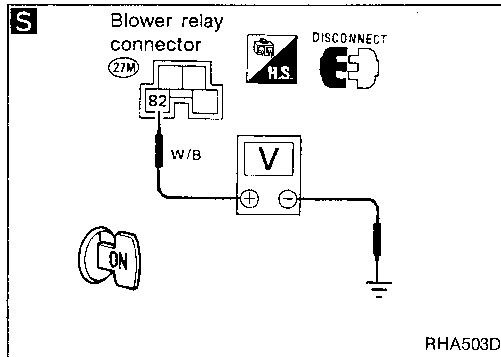 S
Blower relay
connector
27M
H.S.
DISCONNECT
82
W/B
V
+ -
ON
RHA503D